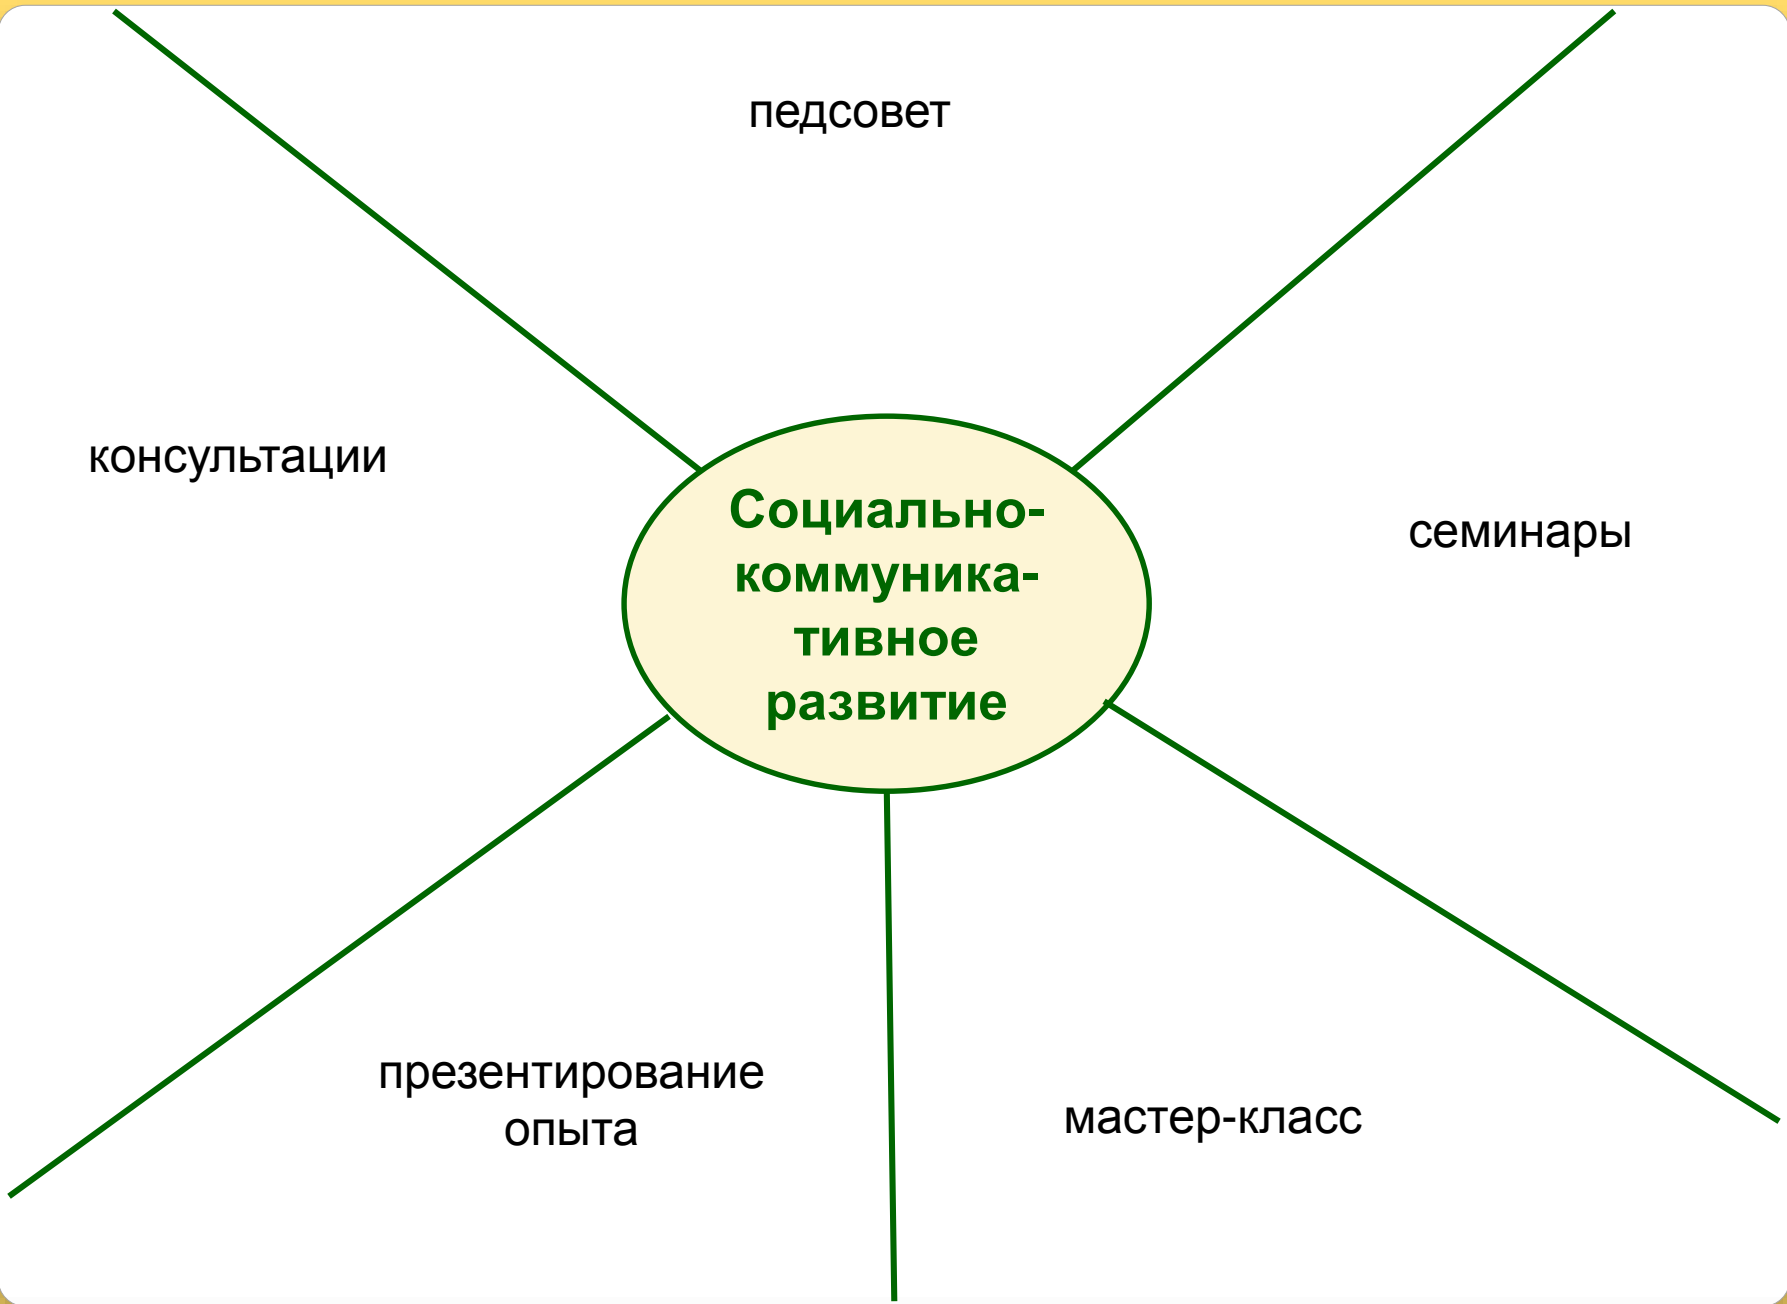 педсовет
консультации
Социально-
коммуника-
тивное
развитие
семинары
презентирование
опыта
мастер-класс